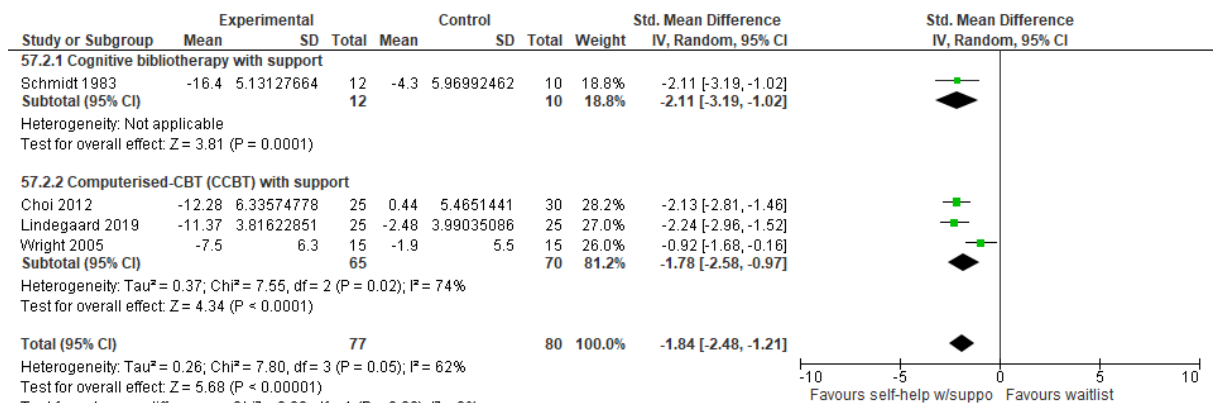 Experimental Control Std. Mean Difference Std. Mean Difference
Study or Subgroup Mean SD Total Mean SD Total Weight IV, Random, 95% CI IV, Random, 95% CI
57.2.1 Cognitive bibliotherapy with support
Schmidt 1983 -16.4 5.13127664 12 -4.3 5.96992462 10 18.8% -2.11 [-3.19, -1.02]
Subtotal (95% CI) 12 10 18.8% -2.11 [-3.19, -1.02]
Heterogeneity: Not applicable
Test for overall effect: Z = 3.81 (P = 0.0001)
57.2.2 Computerised-CBT (CCBT) with support
Choi 2012 -12.28 6.33574778 25 0.44 5.4651441 30 28.2% -2.13 [-2.81, -1.46]
Lindegaard 2019 -11.37 3.81622851 25 -2.48 3.99035086 25 27.0% -2.24 [-2.96, -1.52]
Wright 2005 -7.5 6.3 15 -1.9 5.5 15 26.0% -0.92 [-1.68, -0.16]
Subtotal (95% CI) 65 70 81.2% -1.78 [-2.58, -0.97]
Heterogeneity: Tau² = 0.37; Chi² = 7.55, df = 2 (P = 0.02); I² = 74%
Test for overall effect: Z = 4.34 (P < 0.0001)
Total (95% CI) 77 80 100.0% -1.84 [-2.48, -1.21]
Heterogeneity: Tau² = 0.26; Chi² = 7.80, df = 3 (P = 0.05); I² = 62%
Test for overall effect: Z = 5.68 (P < 0.00001)
-10 -5 0 5 10
Favours self-help w/suppo Favours waitlist